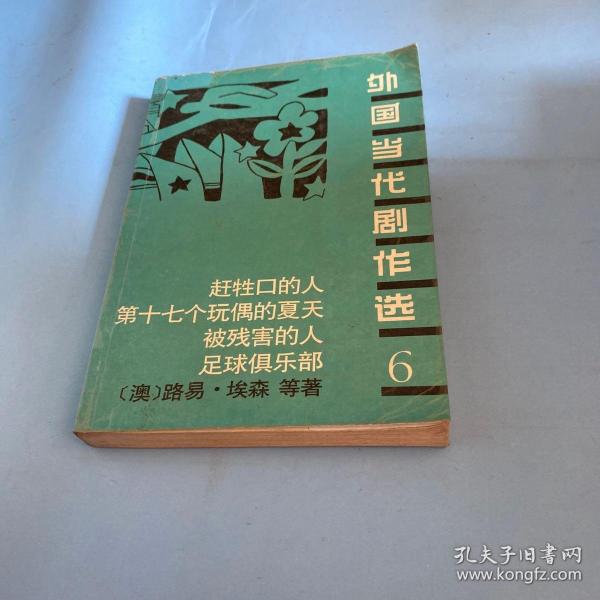 外国当代剧作选
6
赶牲口的人
第十七个玩偶的夏天
被残害的人
足球俱乐部
〔澳〕路易·埃森 等著
孔夫子旧书网
www.kongfz.com